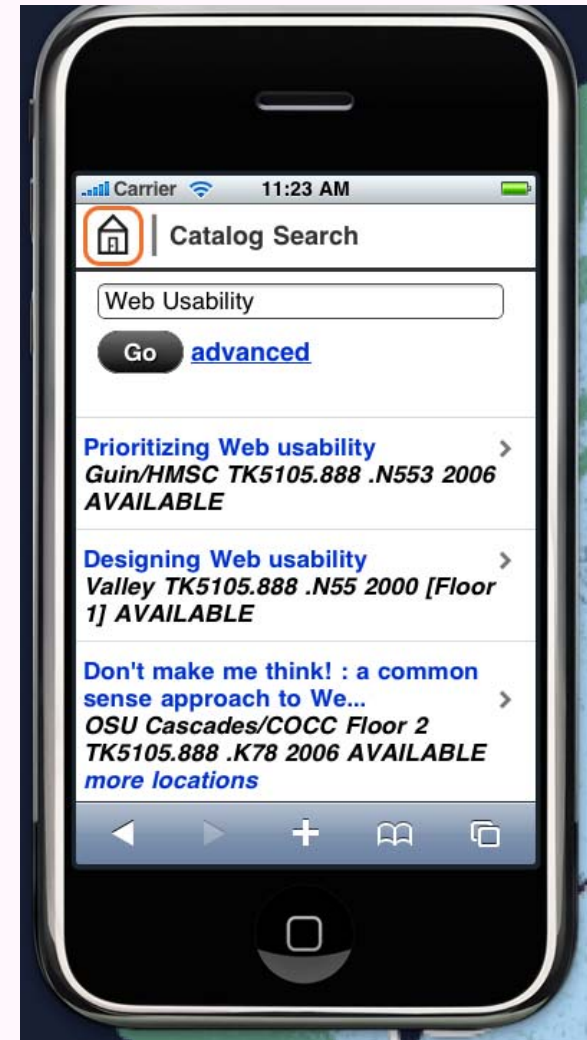 Carrier 11:23 AM
Catalog Search
Web Usability
Go advanced
Prioritizing Web usability
Guin/HMSC TK5105.888 .N553 2006
AVAILABLE
Designing Web usability
Valley TK5105.888 .N55 2000 [Floor
1] AVAILABLE
Don't make me think! : a common
sense approach to We...
OSU Cascades/COCC Floor 2
TK5105.888 .K78 2006 AVAILABLE
more locations